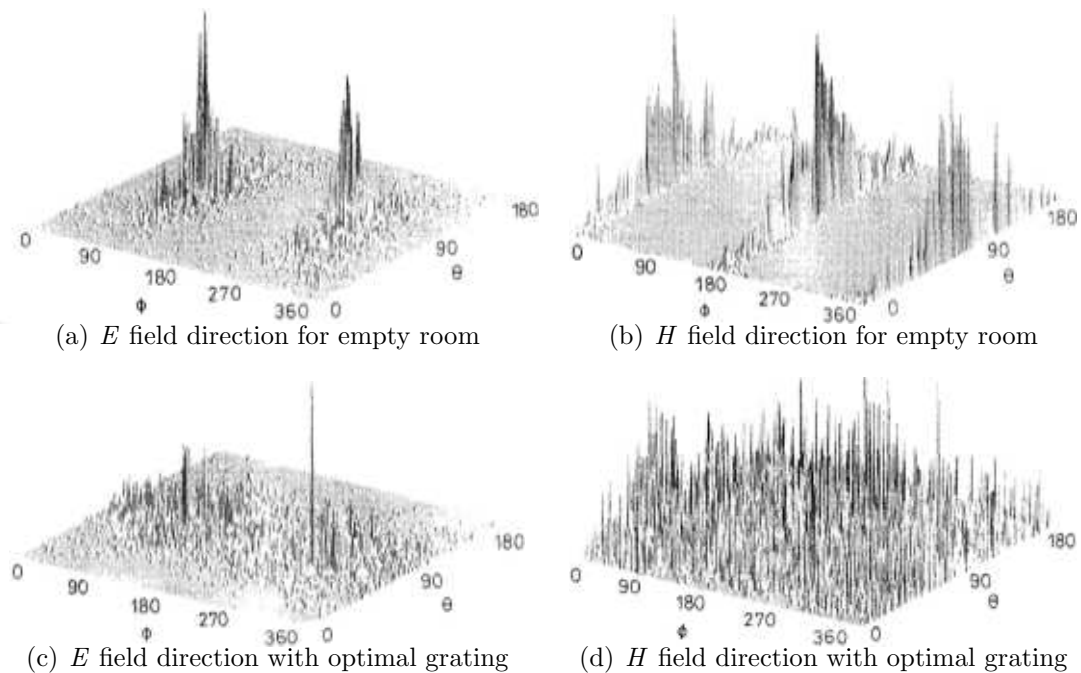 180
0
90
90
θ
180
270
Φ
360
0
(a) E field direction for empty room
180
0
90
90
θ
180
270
Φ
360
0
(b) H field direction for empty room
180
0
90
90
θ
180
270
Φ
360
0
(c) E field direction with optimal grating
180
0
90
90
θ
180
270
Φ
360
0
(d) H field direction with optimal grating